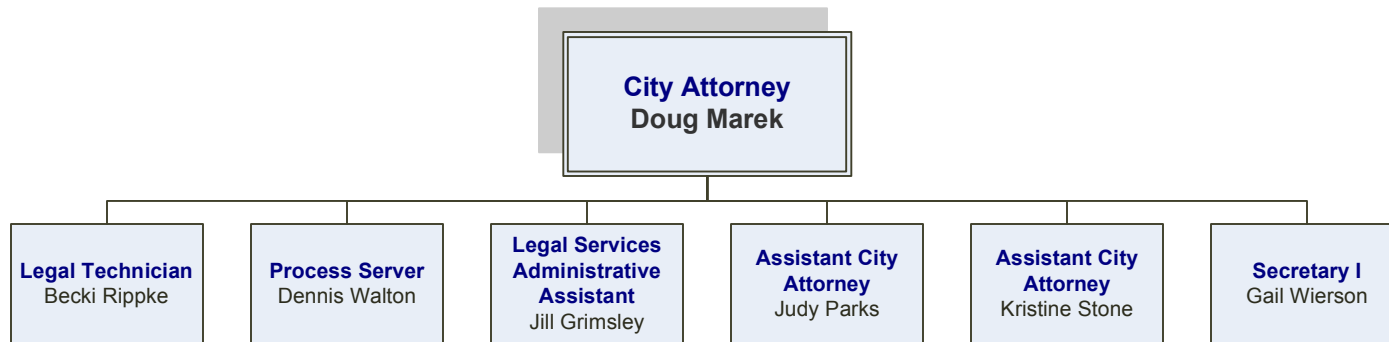 City Attorney
Doug Marek
Legal Technician
Becki Rippke
Process Server
Dennis Walton
Legal Services
Administrative
Assistant
Jill Grimsley
Assistant City
Attorney
Judy Parks
Assistant City
Attorney
Kristine Stone
Secretary I
Gail Wierson